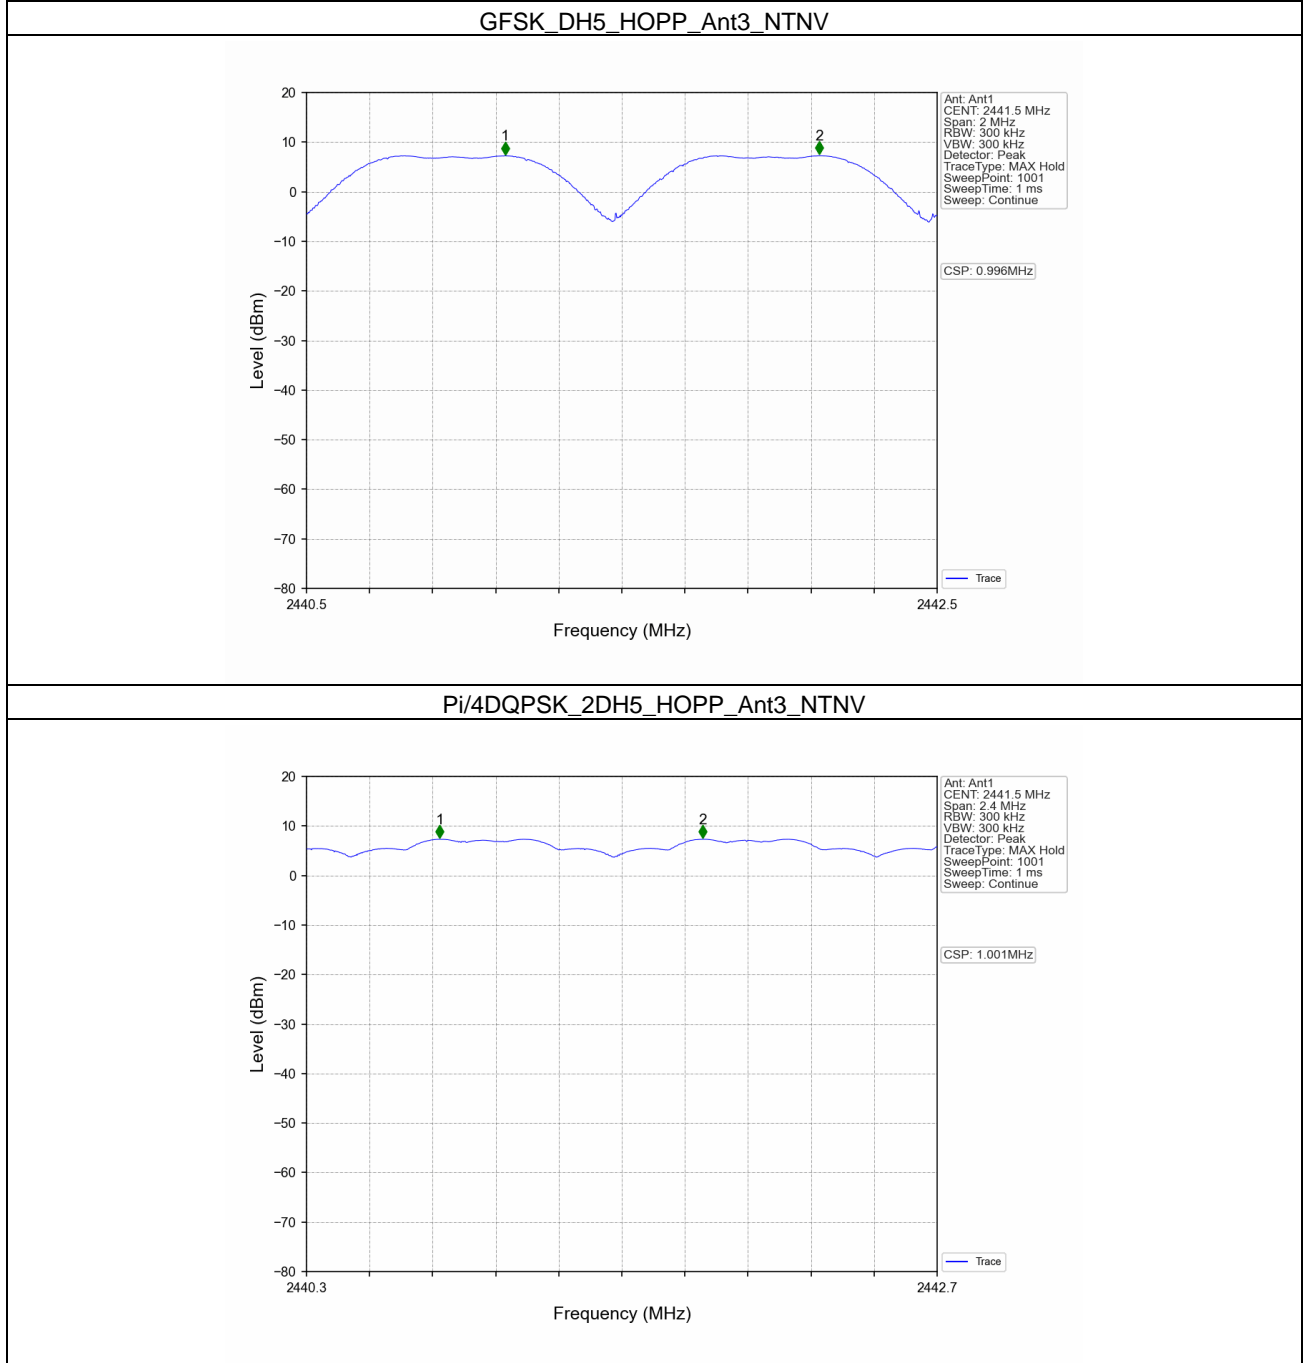 GFSK_DH5_HOPP_Ant3_NTNV
20
10
0
−10
−20
−30
−40
−50
−60
−70
−80
Level (dBm)
1
2
2440.5
2442.5
Frequency (MHz)
Ant: Ant1
CENT: 2441.5 MHz
Span: 2 MHz
RBW: 300 kHz
VBW: 300 kHz
Detector: Peak
TraceType: MAX Hold
SweepPoint: 1001
SweepTime: 1 ms
Sweep: Continue
CSP: 0.996MHz
Trace
Pi/4DQPSK_2DH5_HOPP_Ant3_NTNV
20
10
0
−10
−20
−30
−40
−50
−60
−70
−80
Level (dBm)
1
2
2440.3
2442.7
Frequency (MHz)
Ant: Ant1
CENT: 2441.5 MHz
Span: 2.4 MHz
RBW: 300 kHz
VBW: 300 kHz
Detector: Peak
TraceType: MAX Hold
SweepPoint: 1001
SweepTime: 1 ms
Sweep: Continue
CSP: 1.001MHz
Trace